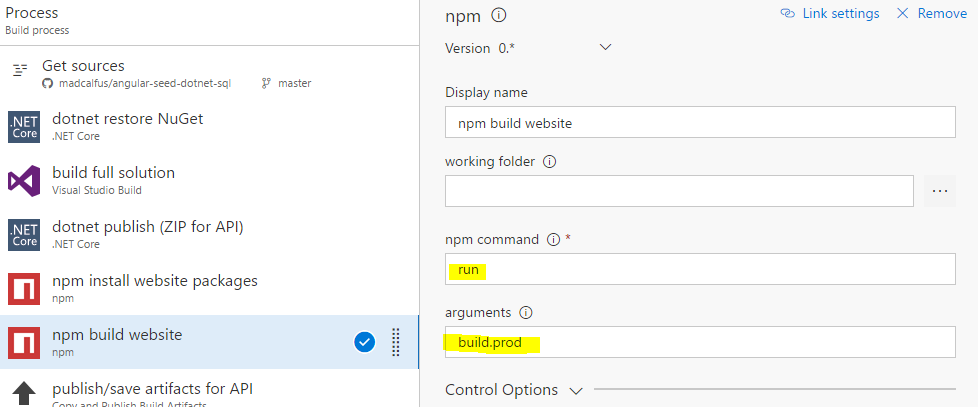 Process
Build process
Get sources
madcalfus/angular-seed-dotnet-sql master
.NET Core
dotnet restore NuGet
.NET Core
build full solution
Visual Studio Build
.NET Core
dotnet publish (ZIP for API)
.NET Core
npm install website packages
npm
npm build website
npm
publish/save artifacts for API
Copy and Publish Build Artifacts
npm
Link settings
Remove
Version 0.*
Display name
npm build website
working folder
...
npm command *
run
arguments
build.prod
Control Options